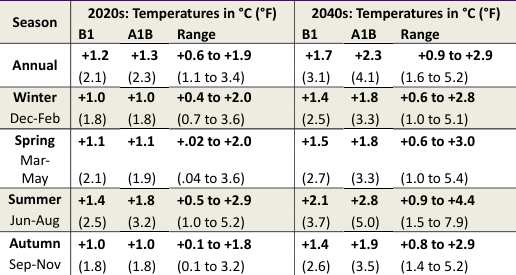 Season 2020s: Temperatures in °C (°F) 2040s: Temperatures in °C (°F)
B1 A1B Range B1 A1B Range
Annual +1.2 +1.3 +0.6 to +1.9 +1.7 +2.3 +0.9 to +2.9
(2.1) (2.3) (1.1 to 3.4) (3.1) (4.1) (1.6 to 5.2)
Winter +1.0 +1.0 +0.4 to +2.0 +1.4 +1.8 +0.6 to +2.8
Dec-Feb (1.8) (1.8) (0.7 to 3.6) (2.5) (3.3) (1.0 to 5.1)
Spring +1.1 +1.1 +.02 to +2.0 +1.5 +1.8 +0.6 to +3.0
Mar-
May (2.1) (1.9) (.04 to 3.6) (2.7) (3.3) (1.0 to 5.4)
Summer +1.4 +1.8 +0.5 to +2.9 +2.1 +2.8 +0.9 to +4.4
Jun-Aug (2.5) (3.2) (1.0 to 5.2) (3.7) (5.0) (1.5 to 7.9)
Autumn +1.0 +1.0 +0.1 to +1.8 +1.4 +1.9 +0.8 to +2.9
Sep-Nov (1.8) (1.8) (0.1 to 3.2) (2.6) (3.5) (1.4 to 5.2)